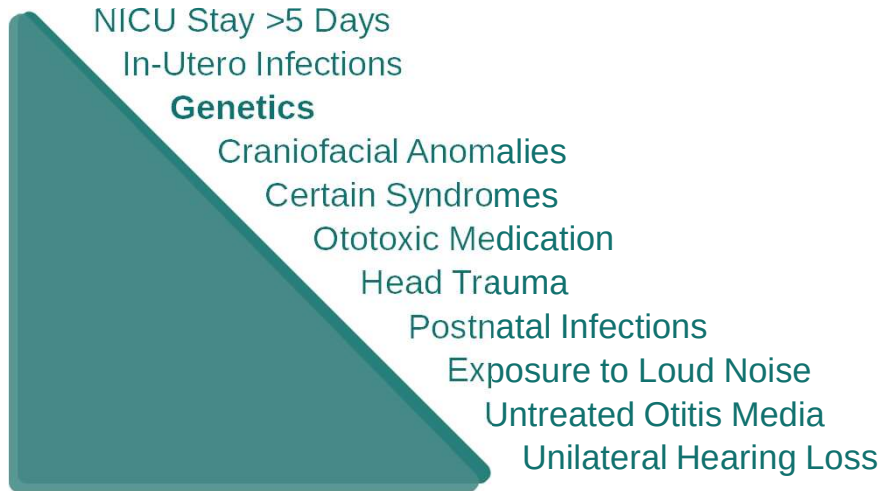 NICU Stay >5 Days
In-Utero Infections
Genetics
Craniofacial Anomalies
Certain Syndromes
Ototoxic Medication
Head Trauma
Postnatal Infections
Exposure to Loud Noise
Untreated Otitis Media
Unilateral Hearing Loss